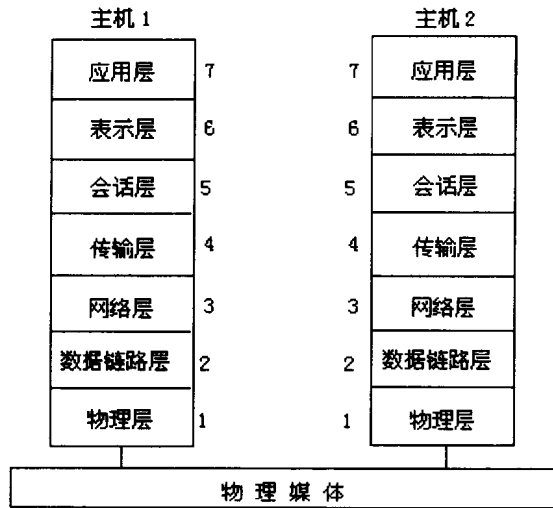 主机 1 主机 2
应用层 7 7 应用层
表示层 6 6 表示层
会话层 5 5 会话层
传输层 4 4 传输层
网络层 3 3 网络层
数据链路层 2 2 数据链路层
物理层 1 1 物理层
物 理 媒 体